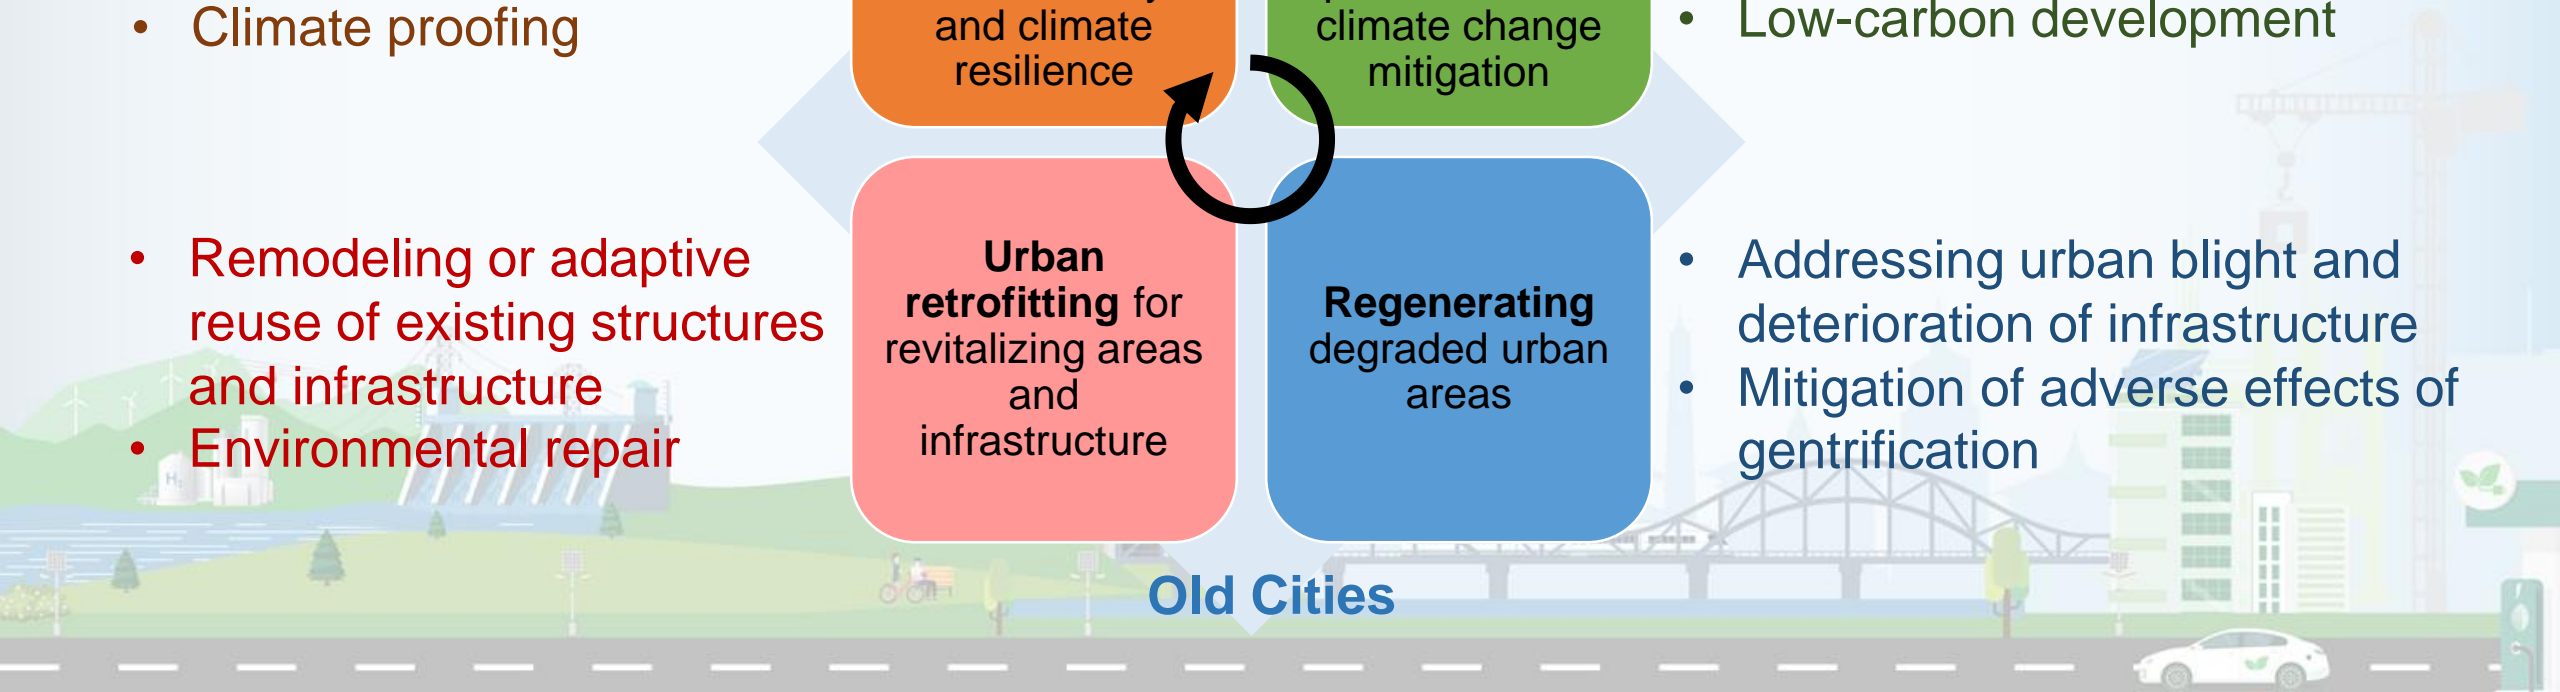 • Climate proofing
and climate
resilience
climate change
mitigation
• Low-carbon development
• Remodeling or adaptive
reuse of existing structures
and infrastructure
• Environmental repair
Urban
retrofitting for
revitalizing areas
and
infrastructure
Regenerating
degraded urban
areas
• Addressing urban blight and
deterioration of infrastructure
• Mitigation of adverse effects of
gentrification
H₂
Old Cities